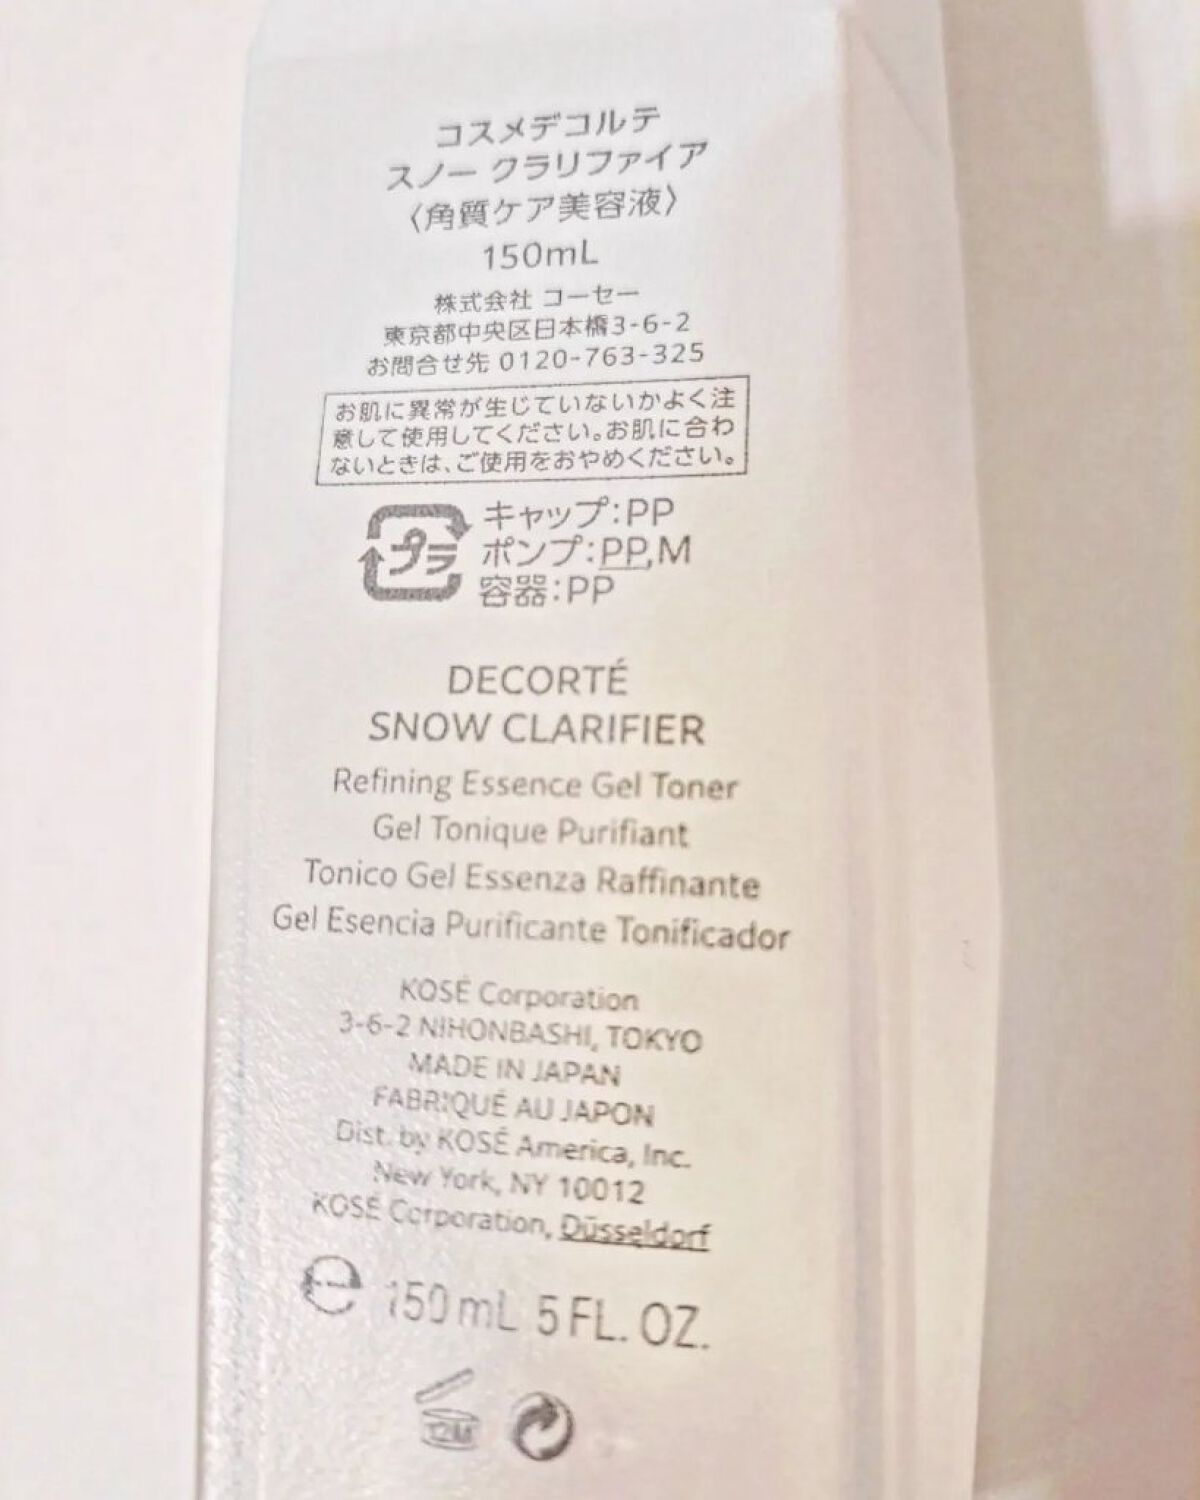 コスメデコルテ
スノー クラリファイア
〈角質ケア美容液〉
150mL
株式会社 コーセー
東京都中央区日本橋3-6-2
お問合せ先 0120-763-325
お肌に異常が生じていないかよく注
意して使用してください。お肌に合わ
ないときは、ご使用をおやめください。
プラ
キャップ:PP
ポンプ:PP,M
容器:PP
DECORTÉ
SNOW CLARIFIER
Refining Essence Gel Toner
Gel Tonique Purifiant
Tonico Gel Essenza Raffinante
Gel Esencia Purificante Tonificador
KOSÉ Corporation
3-6-2 NIHONBASHI, TOKYO
MADE IN JAPAN
FABRIQUÉ AU JAPON
Dist. by KOSÉ America, Inc.
New York, NY 10012
KOSÉ Corporation, Düsseldorf
℮ 150 mL 5 FL. OZ.
12M